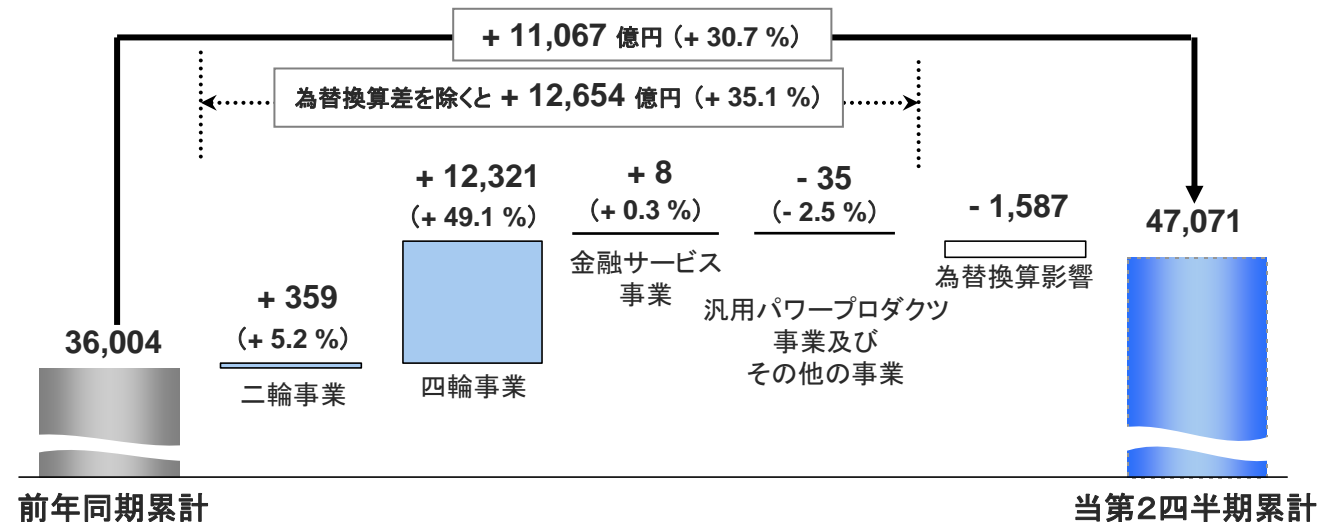 + 11,067 億円（+ 30.7 %）
為替換算差を除くと + 12,654 億円（+ 35.1 %）
36,004
+ 359
（+ 5.2 %）
二輪事業
+ 12,321
（+ 49.1 %）
四輪事業
+ 8
（+ 0.3 %）
金融サービス
事業
- 35
（- 2.5 %）
汎用パワープロダクツ
事業及び
その他の事業
- 1,587
為替換算影響
47,071
前年同期累計
当第２四半期累計